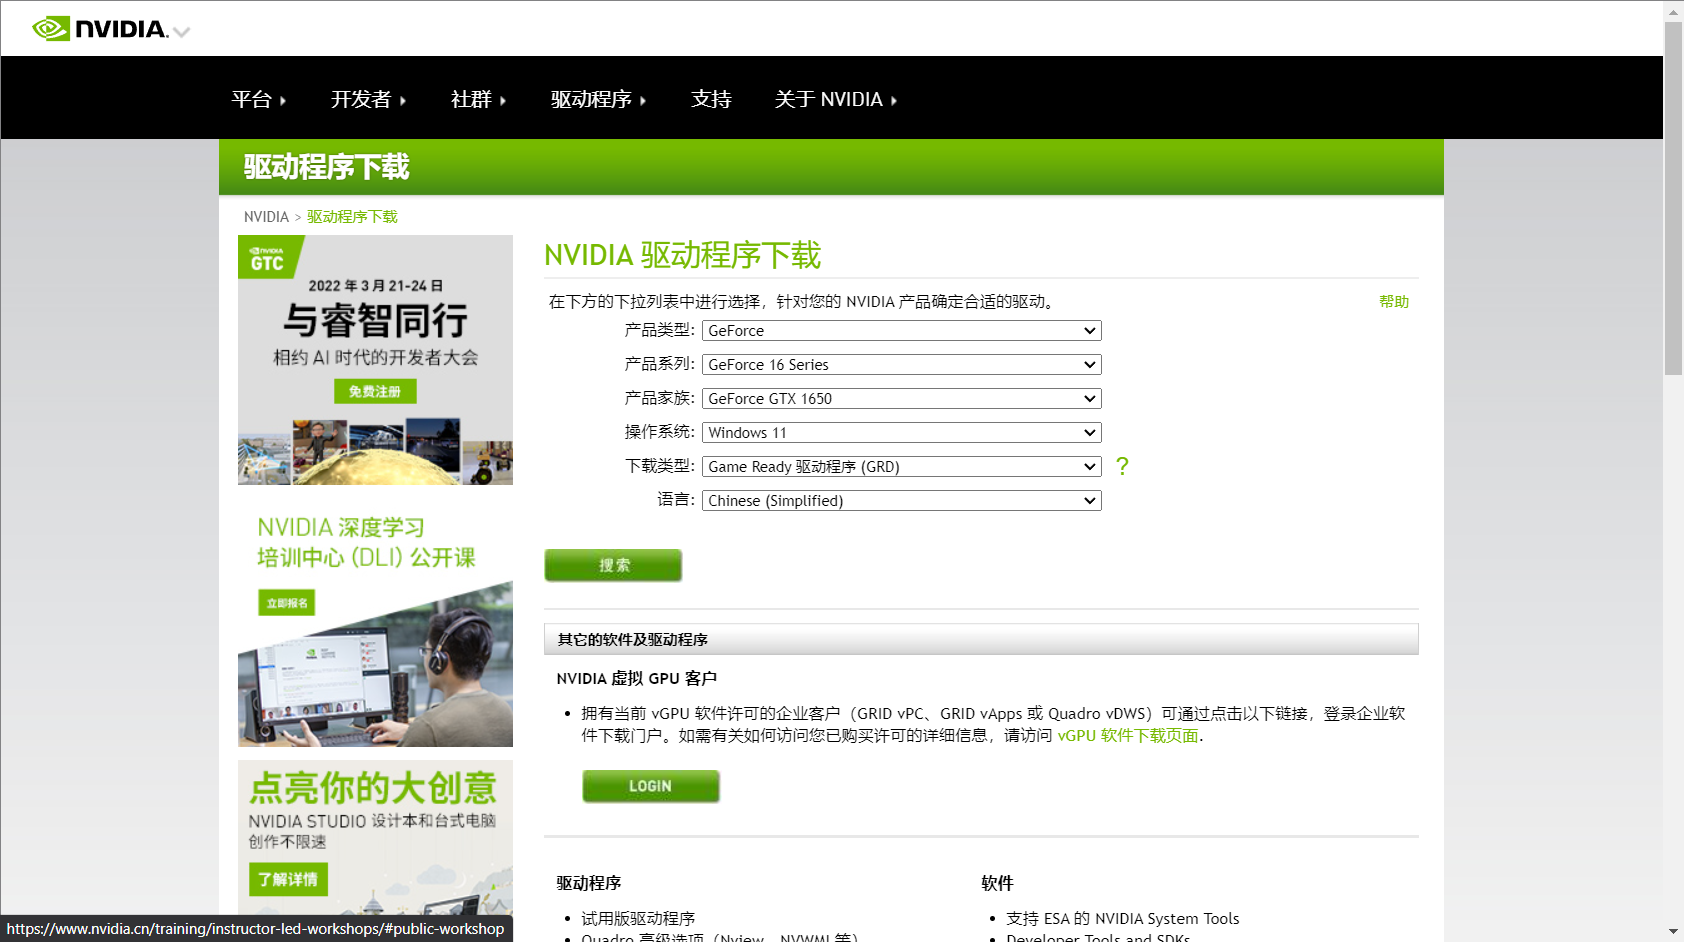 NVIDIA.
平台 开发者 社群 驱动程序 支持 关于 NVIDIA
驱动程序下载
NVIDIA > 驱动程序下载
NVIDIA
GTC
2022 年 3 月 21-24 日
与睿智同行
相约 AI 时代的开发者大会
免费注册
NVIDIA 深度学习
培训中心 (DLI) 公开课
立即报名
点亮你的大创意
NVIDIA STUDIO 设计本和台式电脑
创作不限速
了解详情
NVIDIA 驱动程序下载
在下方的下拉列表中进行选择，针对您的 NVIDIA 产品确定合适的驱动。 帮助
产品类型: GeForce
产品系列: GeForce 16 Series
产品家族: GeForce GTX 1650
操作系统: Windows 11
下载类型: Game Ready 驱动程序 (GRD) ?
语言: Chinese (Simplified)
搜索
其它的软件及驱动程序
NVIDIA 虚拟 GPU 客户
• 拥有当前 vGPU 软件许可的企业客户（GRID vPC、GRID vApps 或 Quadro vDWS）可通过点击以下链接，登录企业软
件下载门户。如需有关如何访问您已购买许可的详细信息，请访问 vGPU 软件下载页面.
LOGIN
驱动程序
• 试用版驱动程序
• Quadro 高级选项（Nview、NVWMI 等）
软件
• 支持 ESA 的 NVIDIA System Tools
• Developer Tools and SDKs
https://www.nvidia.cn/training/instructor-led-workshops/#public-workshop